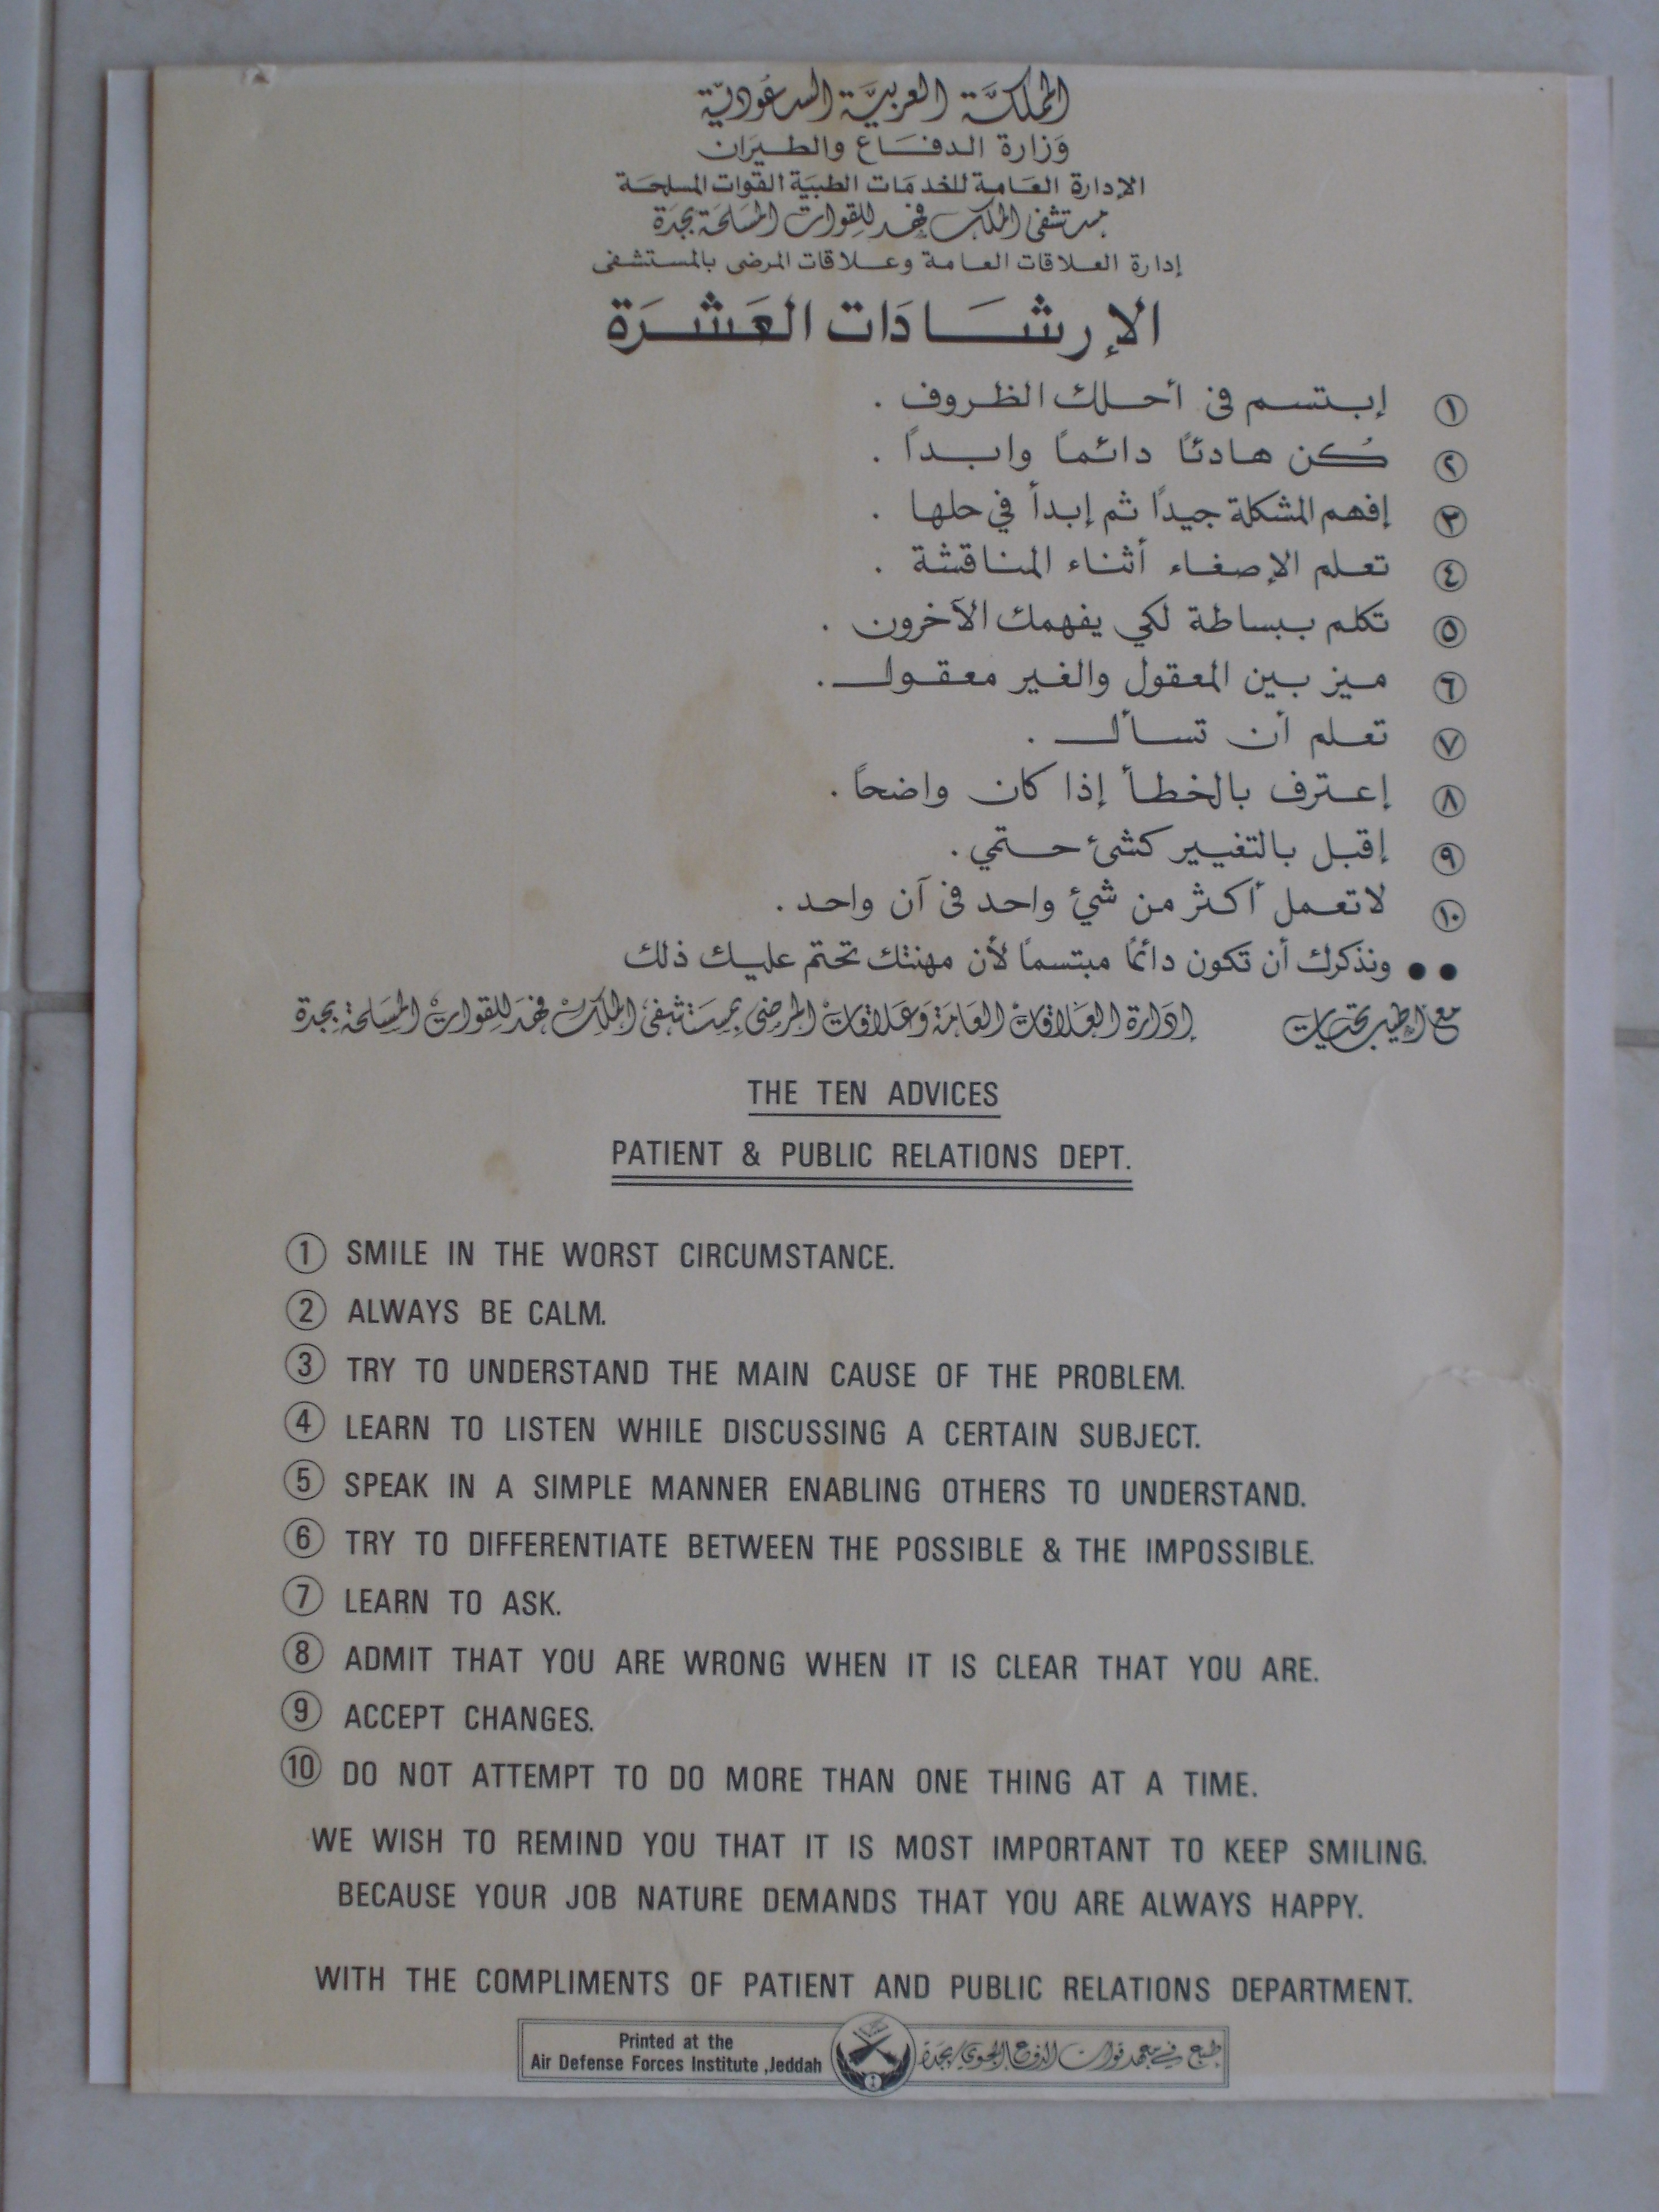 المملكة العربية السعودية
وزارة الدفاع والطيران
الإدارة العامة للخدمات الطبية القوات المسلحة
مستشفى الملك فهد للقوات المسلحة بجدة
إدارة العلاقات العامة وعلاقات المرضى بالمستشفى
الإرشادات العشرة
١ إبتسم فى أحلك الظروف .
٢ كُن هادئاً دائماً وابداً .
٣ إفهم المشكلة جيداً ثم إبدأ في حلها .
٤ تعلم الإصغاء أثناء المناقشة .
٥ تكلم ببساطة لكي يفهمك الآخرون .
٦ ميز بين المعقول والغير معقول .
٧ تعلم أن تسأل .
٨ إعترف بالخطأ إذا كان واضحاً .
٩ إقبل بالتغيير كشئ حتمي .
١٠ لاتعمل أكثر من شيْ واحد فى آن واحد .
●● ونذكرك أن تكون دائماً مبتسماً لأن مهنتك تحتم عليك ذلك
مع أطيب تحيات إدارة العلاقات العامة وعلاقات المرضى بمستشفى الملك فهد للقوات المسلحة بجدة
THE TEN ADVICES
PATIENT & PUBLIC RELATIONS DEPT.
1 SMILE IN THE WORST CIRCUMSTANCE.
2 ALWAYS BE CALM.
3 TRY TO UNDERSTAND THE MAIN CAUSE OF THE PROBLEM.
4 LEARN TO LISTEN WHILE DISCUSSING A CERTAIN SUBJECT.
5 SPEAK IN A SIMPLE MANNER ENABLING OTHERS TO UNDERSTAND.
6 TRY TO DIFFERENTIATE BETWEEN THE POSSIBLE & THE IMPOSSIBLE.
7 LEARN TO ASK.
8 ADMIT THAT YOU ARE WRONG WHEN IT IS CLEAR THAT YOU ARE.
9 ACCEPT CHANGES.
10 DO NOT ATTEMPT TO DO MORE THAN ONE THING AT A TIME.
WE WISH TO REMIND YOU THAT IT IS MOST IMPORTANT TO KEEP SMILING.
BECAUSE YOUR JOB NATURE DEMANDS THAT YOU ARE ALWAYS HAPPY.
WITH THE COMPLIMENTS OF PATIENT AND PUBLIC RELATIONS DEPARTMENT.
Printed at the
Air Defense Forces Institute ,Jeddah
طبع في معهد قوات الدفاع الجوي / بجدة